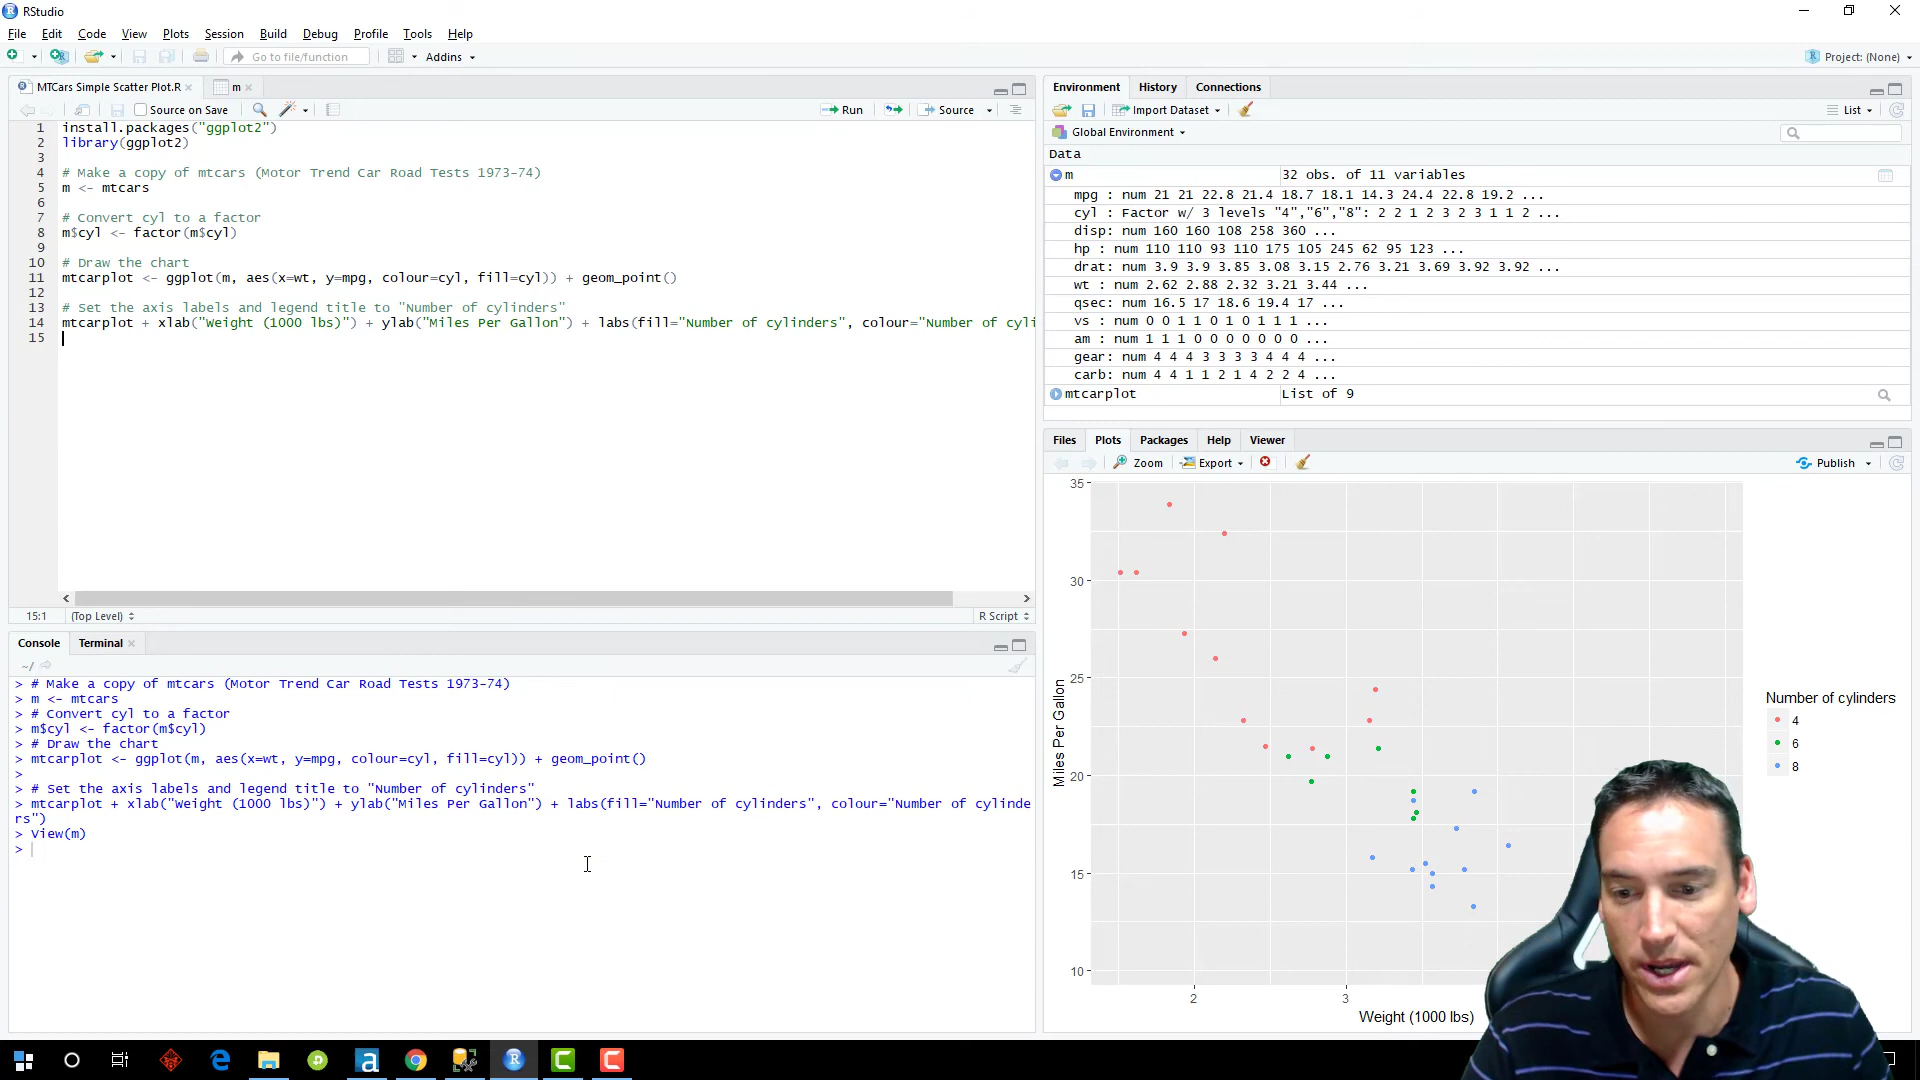 RStudio
File Edit Code View Plots Session Build Debug Profile Tools Help
Go to file/function Addins Project: (None)
MTCars Simple Scatter Plot.R m
Source on Save Run Source
1 install.packages("ggplot2")
2 library(ggplot2)
3
4 # Make a copy of mtcars (Motor Trend Car Road Tests 1973-74)
5 m <- mtcars
6
7 # Convert cyl to a factor
8 m$cyl <- factor(m$cyl)
9
10 # Draw the chart
11 mtcarplot <- ggplot(m, aes(x=wt, y=mpg, colour=cyl, fill=cyl)) + geom_point()
12
13 # Set the axis labels and legend title to "Number of cylinders"
14 mtcarplot + xlab("Weight (1000 lbs)") + ylab("Miles Per Gallon") + labs(fill="Number of cylinders", colour="Number of cyli
15
15:1 (Top Level) R Script
Console Terminal
~/
> # Make a copy of mtcars (Motor Trend Car Road Tests 1973-74)
> m <- mtcars
> # Convert cyl to a factor
> m$cyl <- factor(m$cyl)
> # Draw the chart
> mtcarplot <- ggplot(m, aes(x=wt, y=mpg, colour=cyl, fill=cyl)) + geom_point()
>
> # Set the axis labels and legend title to "Number of cylinders"
> mtcarplot + xlab("Weight (1000 lbs)") + ylab("Miles Per Gallon") + labs(fill="Number of cylinders", colour="Number of cylinde
rs")
> View(m)
>
Environment History Connections
Import Dataset List
Global Environment
Data
m 32 obs. of 11 variables
mpg : num 21 21 22.8 21.4 18.7 18.1 14.3 24.4 22.8 19.2 ...
cyl : Factor w/ 3 levels "4","6","8": 2 2 1 2 3 2 3 1 1 2 ...
disp: num 160 160 108 258 360 ...
hp : num 110 110 93 110 175 105 245 62 95 123 ...
drat: num 3.9 3.9 3.85 3.08 3.15 2.76 3.21 3.69 3.92 3.92 ...
wt : num 2.62 2.88 2.32 3.21 3.44 ...
qsec: num 16.5 17 18.6 19.4 17 ...
vs : num 0 0 1 1 0 1 0 1 1 1 ...
am : num 1 1 1 0 0 0 0 0 0 0 ...
gear: num 4 4 4 3 3 3 3 4 4 4 ...
carb: num 4 4 1 1 2 1 4 2 2 4 ...
mtcarplot List of 9
Files Plots Packages Help Viewer
Zoom Export Publish
35
30
25
20
15
10
Miles Per Gallon
2 3
Weight (1000 lbs)
Number of cylinders
4
6
8